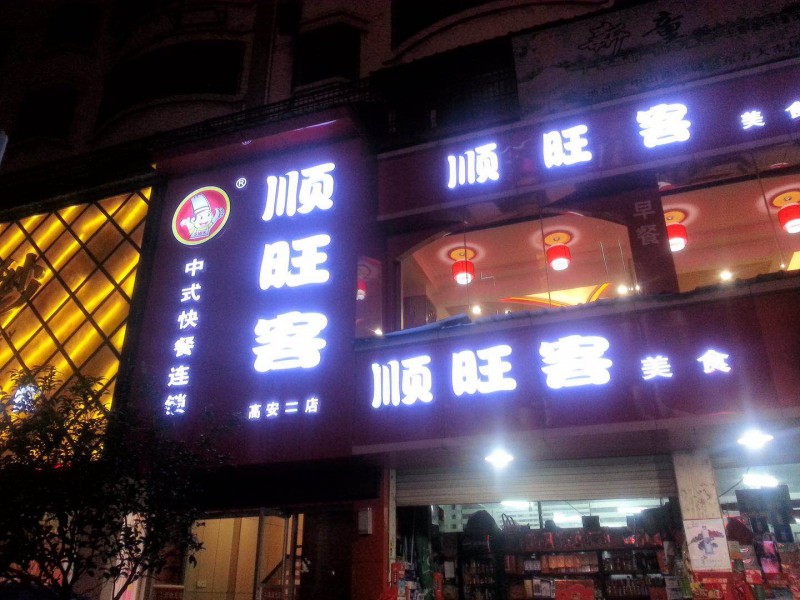 顺旺客
中式快餐连锁
高安二店
®
顺旺客 美食
早餐
顺旺客 美食